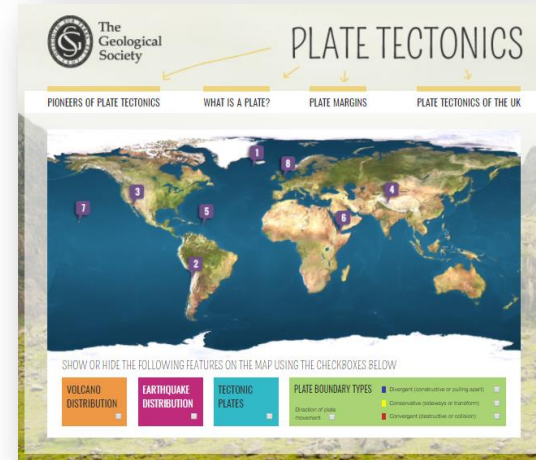 The
Geological
Society
PLATE TECTONICS
PIONEERS OF PLATE TECTONICS
WHAT IS A PLATE?
PLATE MARGINS
PLATE TECTONICS OF THE UK
1
8
3
4
7
5
6
2
SHOW OR HIDE THE FOLLOWING FEATURES ON THE MAP USING THE CHECKBOXES BELOW
VOLCANO
DISTRIBUTION
EARTHQUAKE
DISTRIBUTION
TECTONIC
PLATES
PLATE BOUNDARY TYPES
Direction of plate
movement
Divergent (constructive or pulling apart)
Conservative (sideways or transform)
Convergent (destructive or collision)